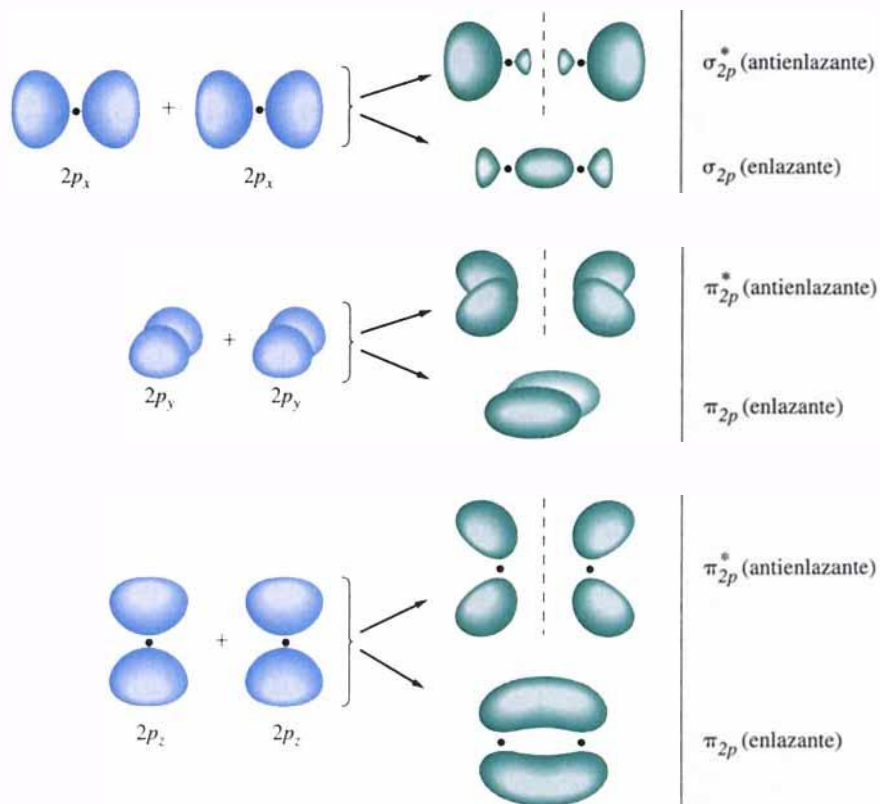 σ*2p (antienlazante)
+
2px 2px
σ2p (enlazante)
π*2p (antienlazante)
+
2py 2py
π2p (enlazante)
π*2p (antienlazante)
+
2pz 2pz
π2p (enlazante)